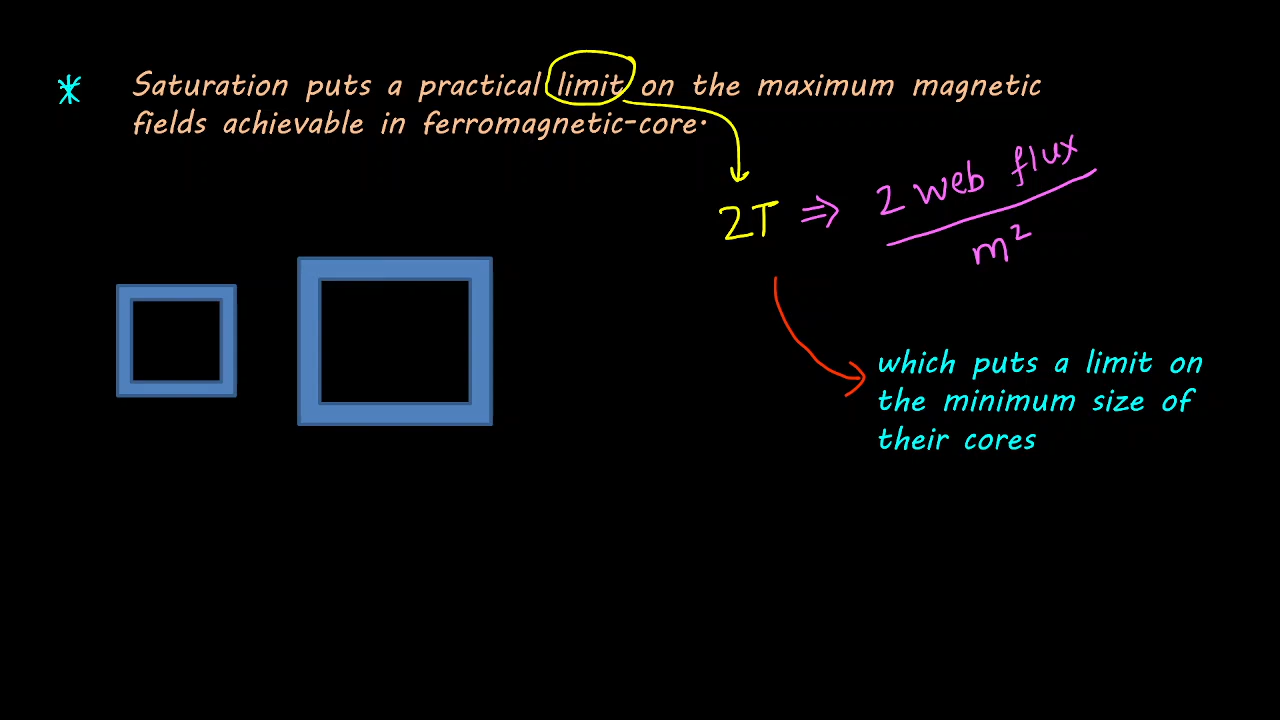 * Saturation puts a practical limit on the maximum magnetic
fields achievable in ferromagnetic-core.
2T ⇒ 2 web flux
m²
which puts a limit on
the minimum size of
their cores